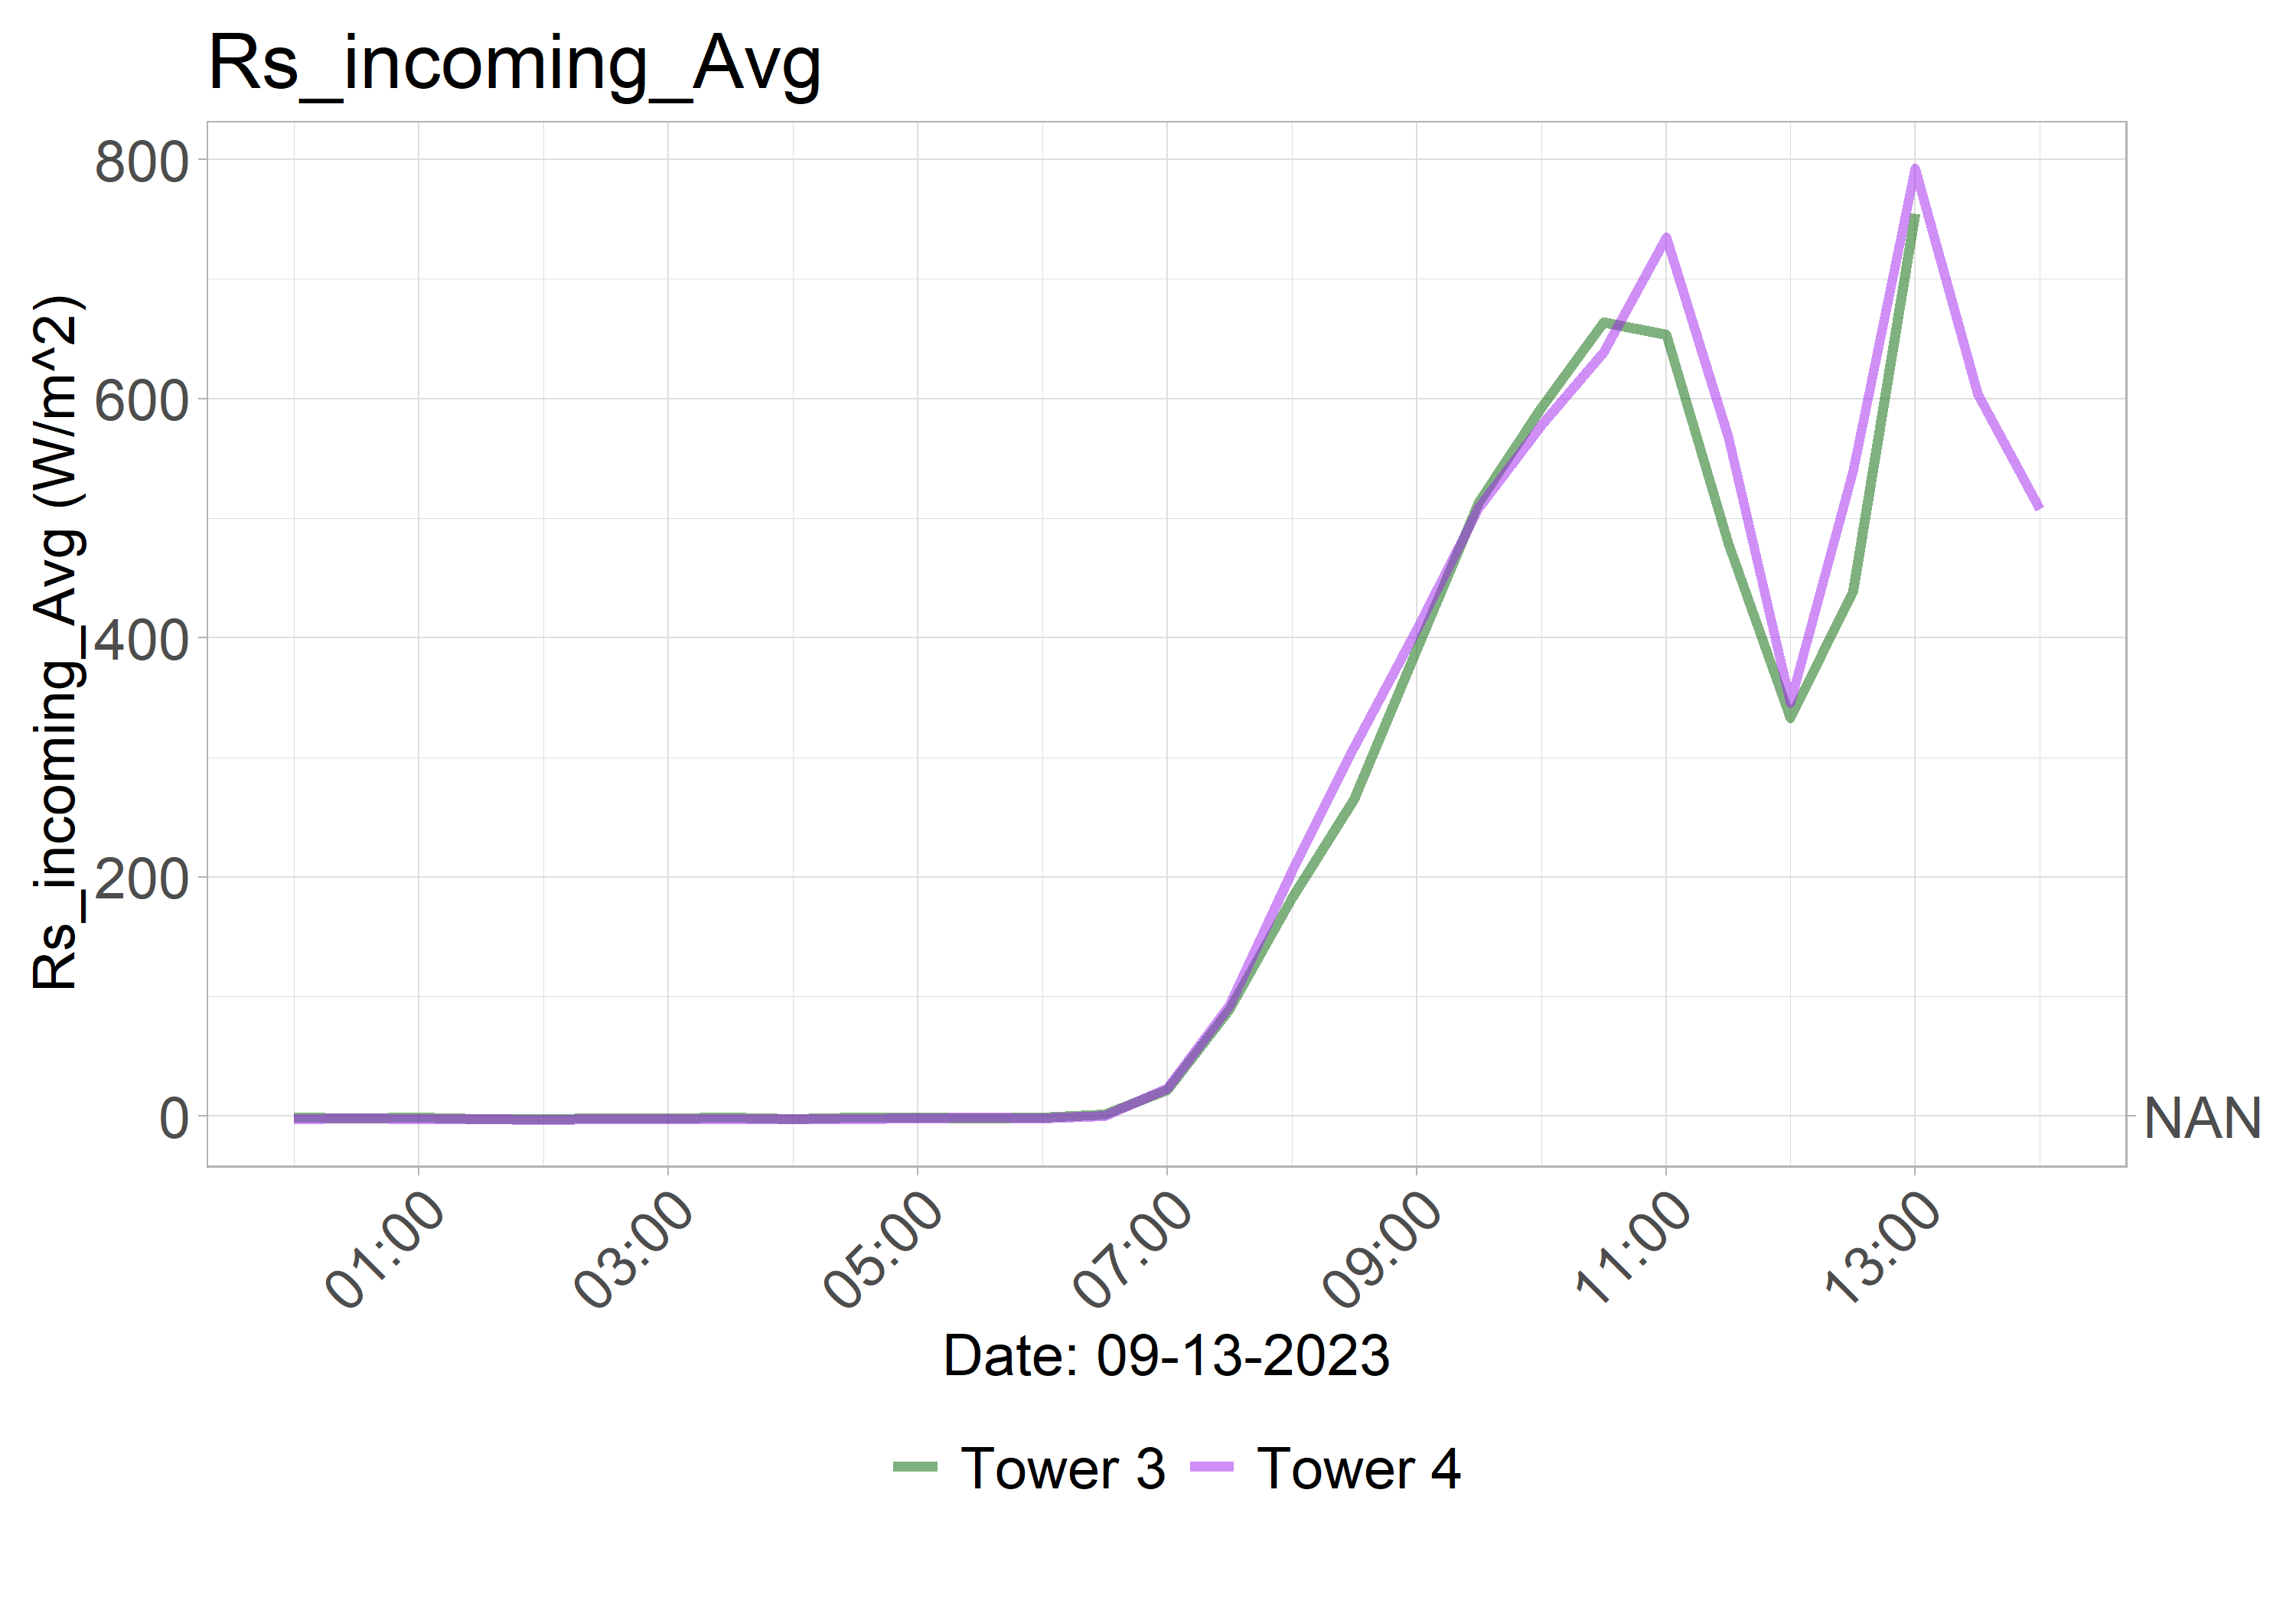 Rs_incoming_Avg
Rs_incoming_Avg (W/m^2)
800
600
400
200
0
NAN
01:00
03:00
05:00
07:00
09:00
11:00
13:00
Date: 09-13-2023
Tower 3
Tower 4